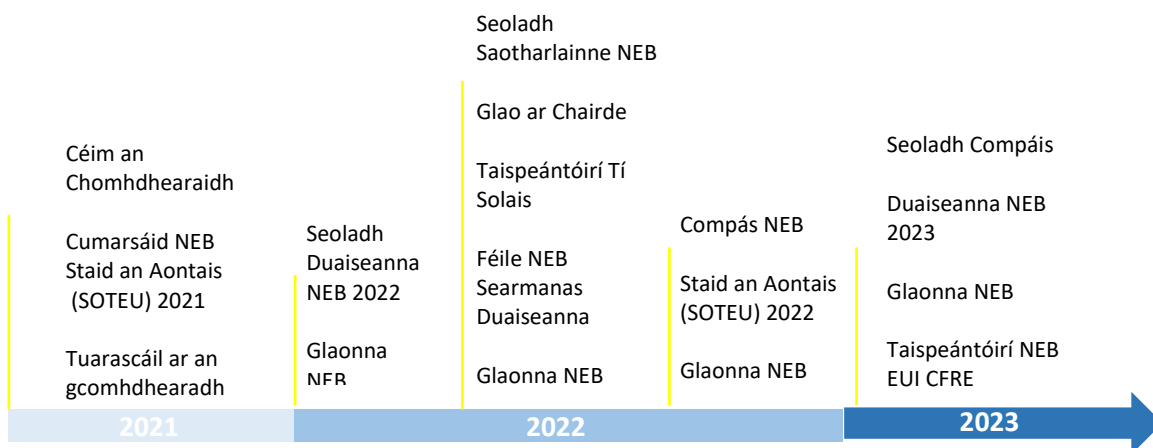 Céim an
Chomhdhearaidh
Cumarsáid NEB
Staid an Aontais
(SOTEU) 2021
Tuarascáil ar an
gcomhdhearadh
Seoladh
Duaiseanna
NEB 2022
Glaonna
NEB
Seoladh
Saotharlainne NEB
Glao ar Chairde
Taispeántóirí Tí
Solais
Féile NEB
Searmanas
Duaiseanna
Glaonna NEB
Compás NEB
Staid an Aontais
(SOTEU) 2022
Glaonna NEB
Seoladh Compáis
Duaiseanna NEB
2023
Glaonna NEB
Taispeántóirí NEB
EUI CFRE
2021
2022
2023